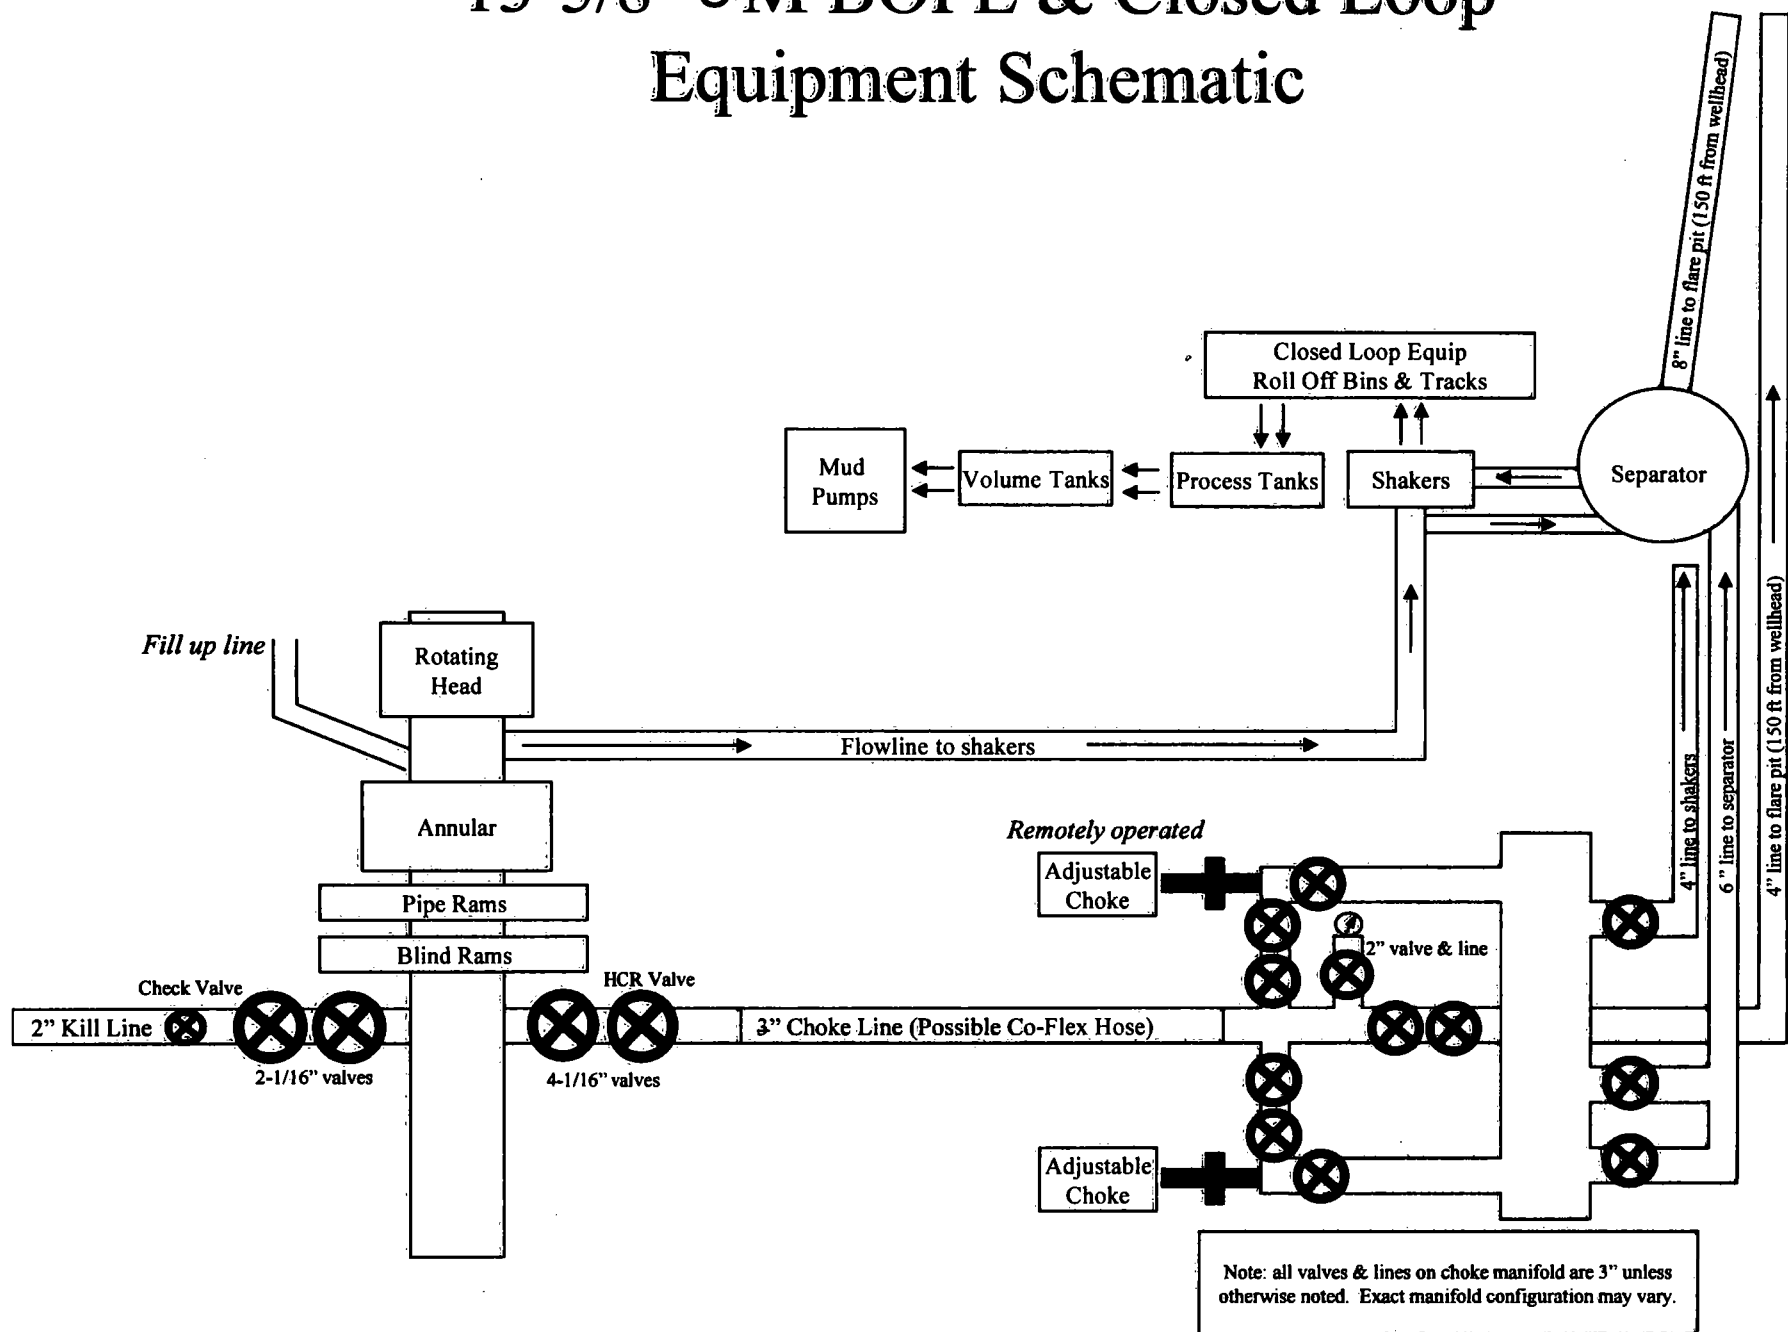 BOPE & Closed Loop
Equipment Schematic
8” line to flare pit (150 ft from wellhead)
Closed Loop Equip
Roll Off Bins & Tracks
Mud
Pumps
Volume Tanks
Process Tanks
Shakers
Separator
Fill up line
Rotating
Head
Flowline to shakers
Annular
Pipe Rams
Blind Rams
Remotely operated
Adjustable
Choke
2” valve & line
4” line to shakers
6 ” line to separator
4” line to flare pit (150 ft from wellhead)
Check Valve
HCR Valve
2” Kill Line
3” Choke Line (Possible Co-Flex Hose)
2-1/16” valves
4-1/16” valves
Adjustable
Choke
Note: all valves & lines on choke manifold are 3” unless
otherwise noted. Exact manifold configuration may vary.